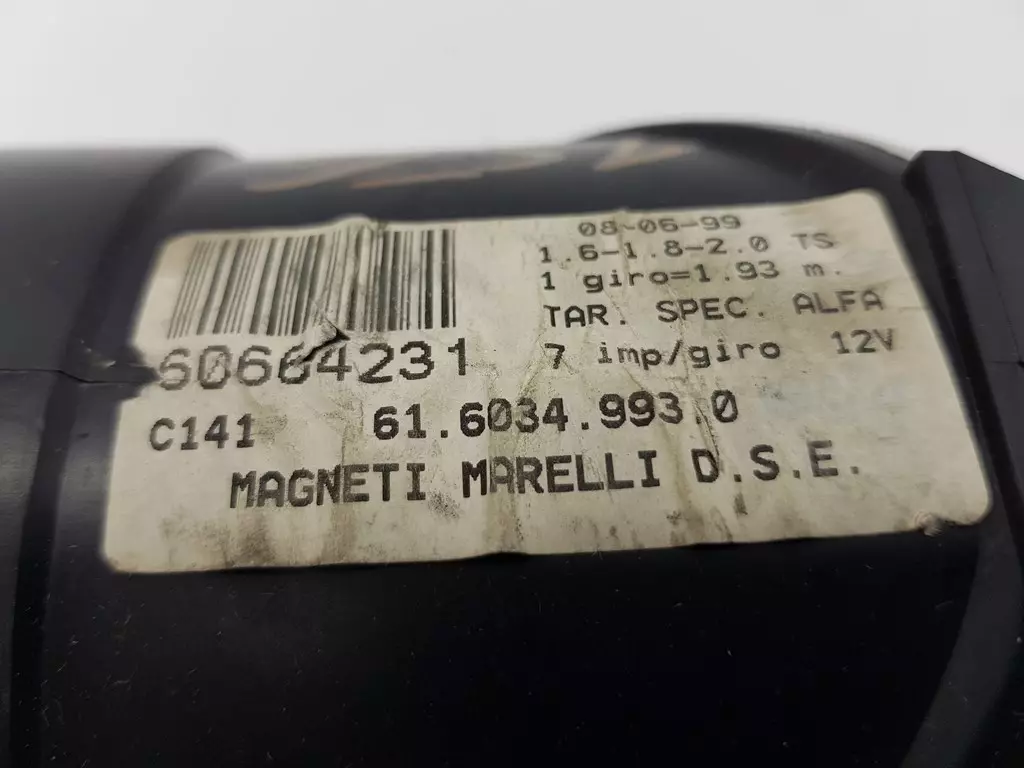 08-06-99
1.6-1.8-2.0 TS
1 giro=1.93 m.
TAR. SPEC. ALFA
60664231 7 imp/giro 12V
C141 61.6034.993.0
MAGNETI MARELLI D.S.E.